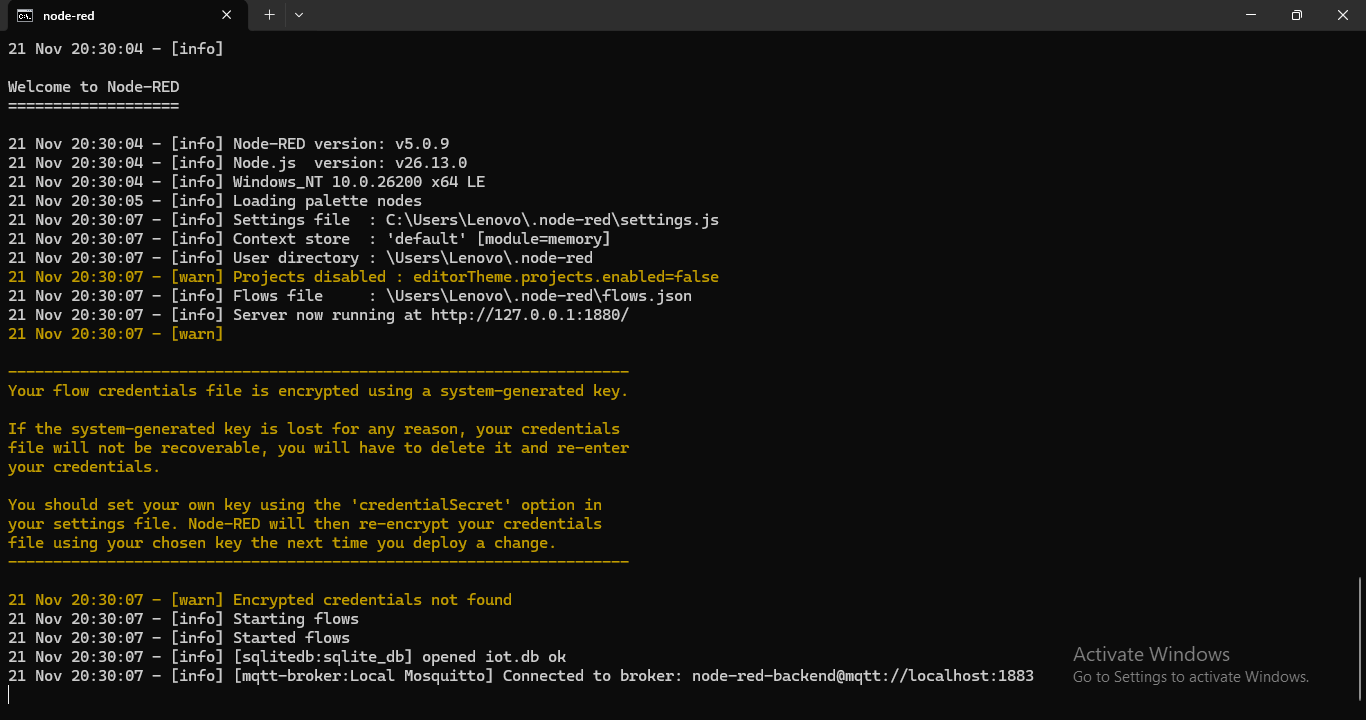 node-red
21 Nov 20:30:04 - [info]
Welcome to Node-RED
===================
21 Nov 20:30:04 - [info] Node-RED version: v5.0.9
21 Nov 20:30:04 - [info] Node.js  version: v26.13.0
21 Nov 20:30:04 - [info] Windows_NT 10.0.26200 x64 LE
21 Nov 20:30:05 - [info] Loading palette nodes
21 Nov 20:30:07 - [info] Settings file  : C:\Users\Lenovo\.node-red\settings.js
21 Nov 20:30:07 - [info] Context store  : 'default' [module=memory]
21 Nov 20:30:07 - [info] User directory : \Users\Lenovo\.node-red
21 Nov 20:30:07 - [warn] Projects disabled : editorTheme.projects.enabled=false
21 Nov 20:30:07 - [info] Flows file     : \Users\Lenovo\.node-red\flows.json
21 Nov 20:30:07 - [info] Server now running at http://127.0.0.1:1880/
21 Nov 20:30:07 - [warn]
---------------------------------------------------------------------
Your flow credentials file is encrypted using a system-generated key.
If the system-generated key is lost for any reason, your credentials
file will not be recoverable, you will have to delete it and re-enter
your credentials.
You should set your own key using the 'credentialSecret' option in
your settings file. Node-RED will then re-encrypt your credentials
file using your chosen key the next time you deploy a change.
---------------------------------------------------------------------
21 Nov 20:30:07 - [warn] Encrypted credentials not found
21 Nov 20:30:07 - [info] Starting flows
21 Nov 20:30:07 - [info] Started flows
21 Nov 20:30:07 - [info] [sqlitedb:sqlite_db] opened iot.db ok
21 Nov 20:30:07 - [info] [mqtt-broker:Local Mosquitto] Connected to broker: node-red-backend@mqtt://localhost:1883
Activate Windows
Go to Settings to activate Windows.